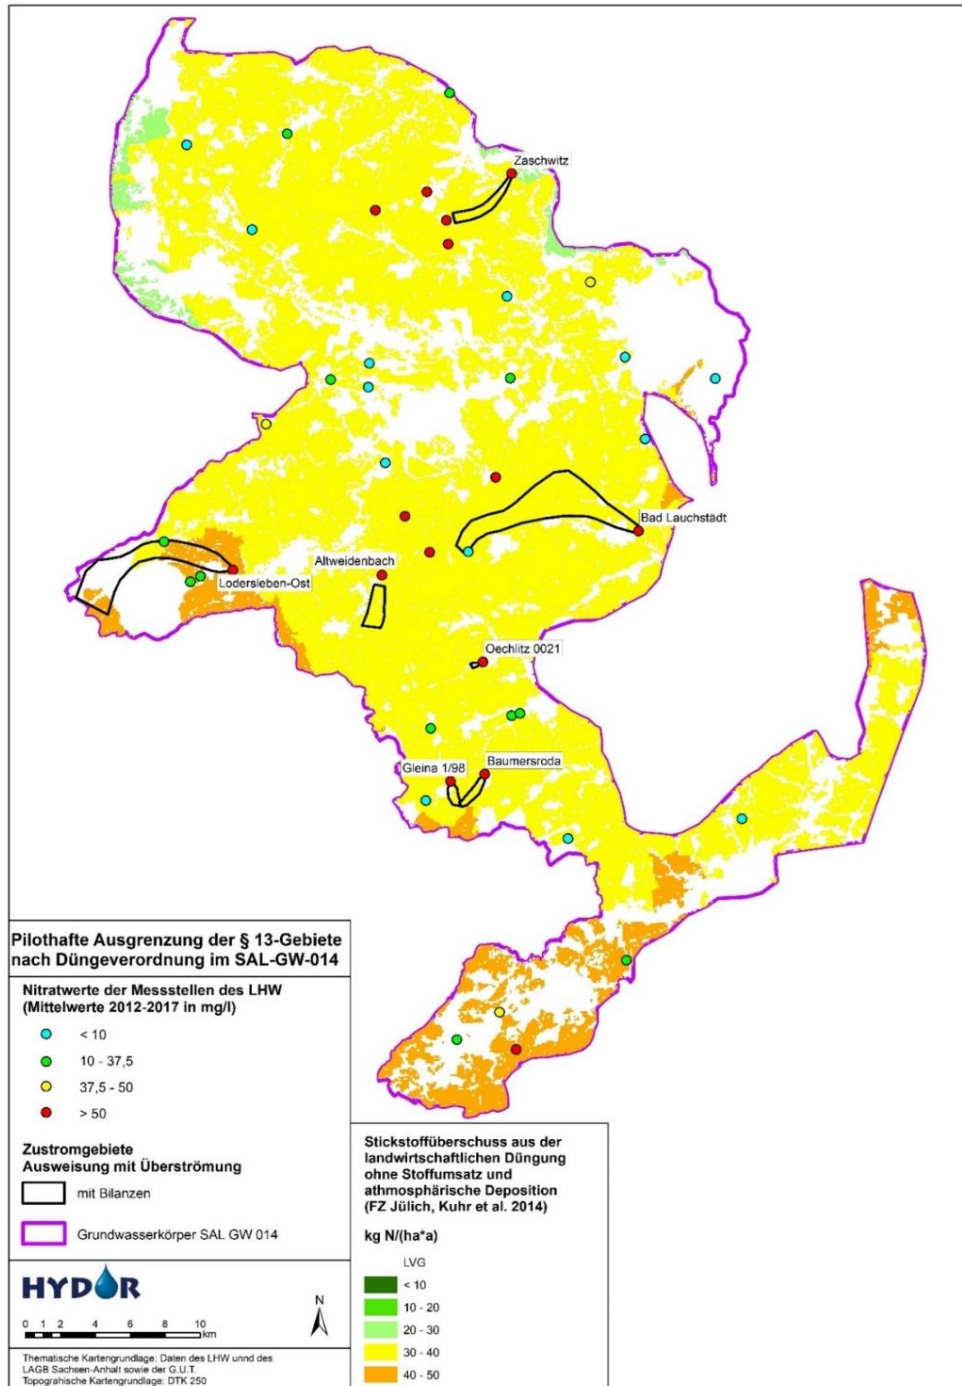 Zaschwitz
Bad Lauchstädt
Altweidenbach
Lodersleben-Ost
Oechlitz 0021
Gleina 1/98
Baumersroda
Pilothafte Ausgrenzung der § 13-Gebiete
nach Düngeverordnung im SAL-GW-014
Nitratwerte der Messstellen des LHW
(Mittelwerte 2012-2017 in mg/l)
< 10
10 - 37,5
37,5 - 50
> 50
Zustromgebiete
Ausweisung mit Überströmung
mit Bilanzen
Grundwasserkörper SAL GW 014
HYDOR
N
0 1 2 4 6 8 10
km
Thematische Kartengrundlage: Daten des LHW unnd des
LAGB Sachsen-Anhalt sowie der G.U.T.
Topograhische Kartengrundlage: DTK 250
Stickstoffüberschuss aus der
landwirtschaftlichen Düngung
ohne Stoffumsatz und
athmosphärische Deposition
(FZ Jülich, Kuhr et al. 2014)
kg N/(ha*a)
LVG
< 10
10 - 20
20 - 30
30 - 40
40 - 50